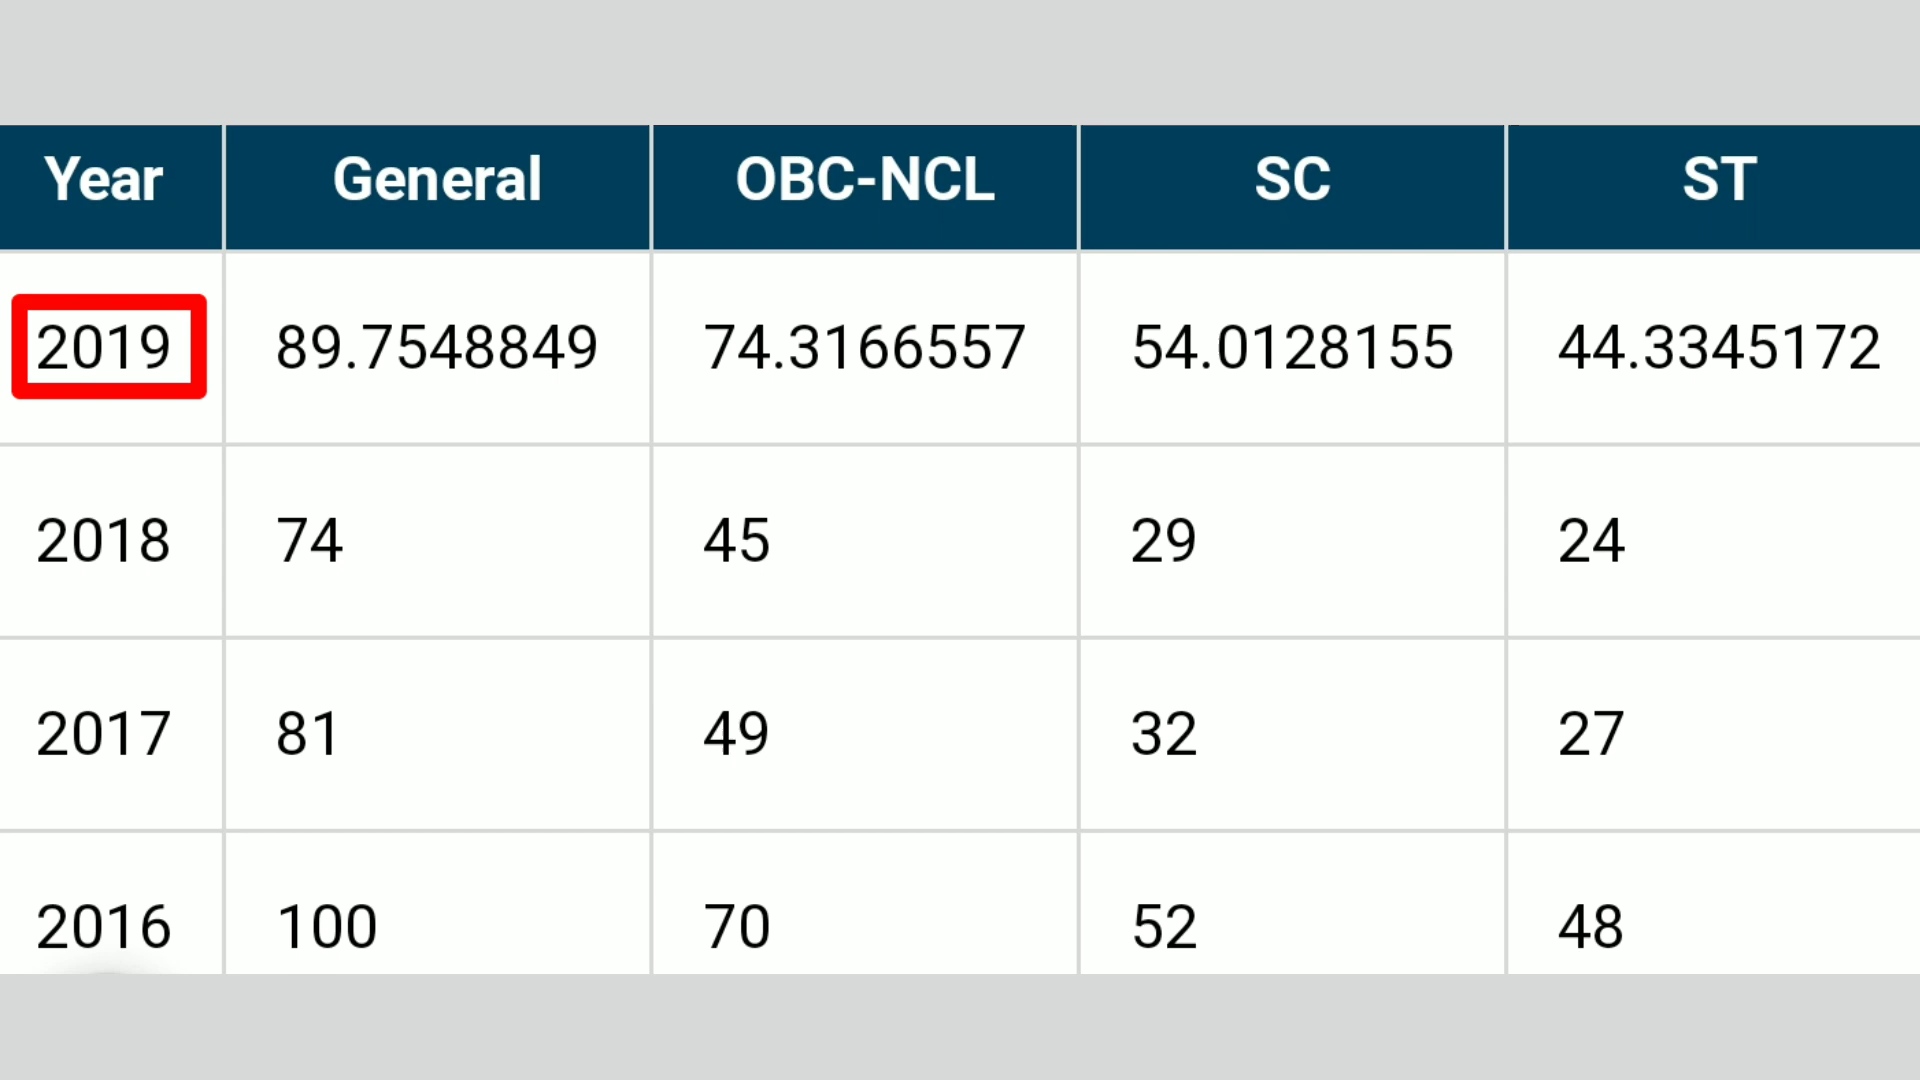 Year General OBC-NCL SC ST
2019 89.7548849 74.3166557 54.0128155 44.3345172
2018 74 45 29 24
2017 81 49 32 27
2016 100 70 52 48